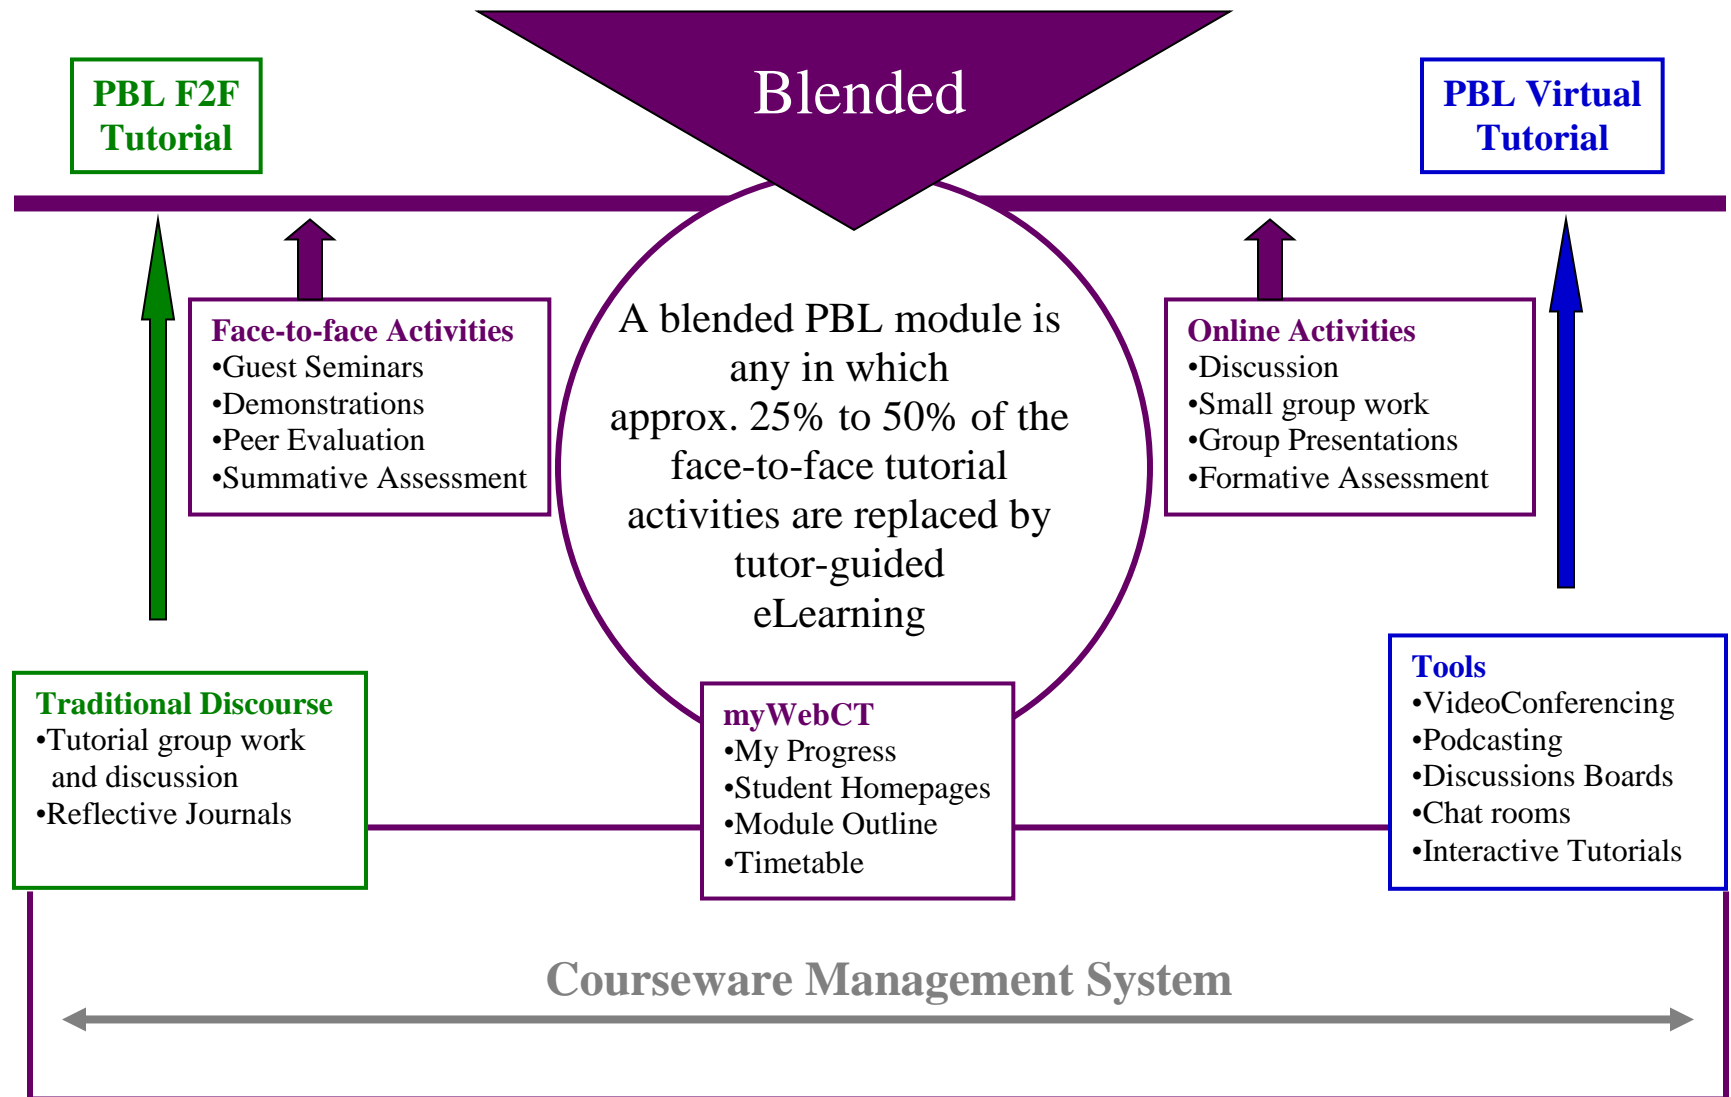 Blended
PBL F2F
Tutorial
PBL Virtual
Tutorial
Face-to-face Activities
•Guest Seminars
•Demonstrations
•Peer Evaluation
•Summative Assessment
A blended PBL module is
any in which
approx. 25% to 50% of the
face-to-face tutorial
activities are replaced by
tutor-guided
eLearning
Online Activities
•Discussion
•Small group work
•Group Presentations
•Formative Assessment
Traditional Discourse
•Tutorial group work
and discussion
•Reflective Journals
myWebCT
•My Progress
•Student Homepages
•Module Outline
•Timetable
Tools
•VideoConferencing
•Podcasting
•Discussions Boards
•Chat rooms
•Interactive Tutorials
Courseware Management System